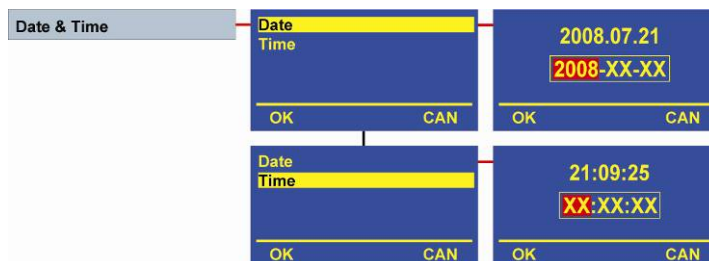 Date & Time
Date
Time
OK CAN
2008.07.21
2008-XX-XX
OK CAN
Date
Time
OK CAN
21:09:25
XX:XX:XX
OK CAN